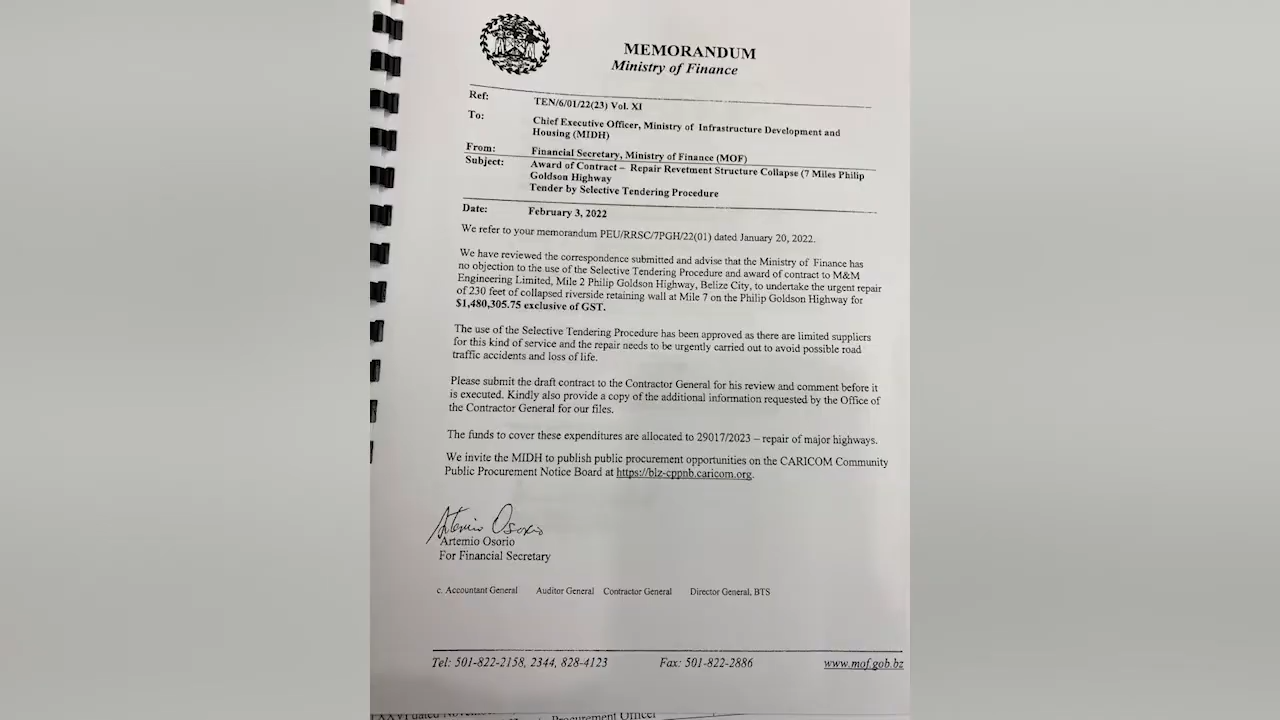 MEMORANDUM
Ministry of Finance
Ref: TEN/6/01/22(23) Vol. XI
To: Chief Executive Officer, Ministry of Infrastructure Development and
Housing (MIDH)
From: Financial Secretary, Ministry of Finance (MOF)
Subject: Award of Contract – Repair Revetment Structure Collapse (7 Miles Philip
Goldson Highway
Tender by Selective Tendering Procedure
Date: February 3, 2022
We refer to your memorandum PEU/RRSC/7PGH/22(01) dated January 20, 2022.
We have reviewed the correspondence submitted and advise that the Ministry of Finance has
no objection to the use of the Selective Tendering Procedure and award of contract to M&M
Engineering Limited, Mile 2 Philip Goldson Highway, Belize City, to undertake the urgent repair
of 230 feet of collapsed riverside retaining wall at Mile 7 on the Philip Goldson Highway for
$1,480,305.75 exclusive of GST.
The use of the Selective Tendering Procedure has been approved as there are limited suppliers
for this kind of service and the repair needs to be urgently carried out to avoid possible road
traffic accidents and loss of life.
Please submit the draft contract to the Contractor General for his review and comment before it
is executed. Kindly also provide a copy of the additional information requested by the Office of
the Contractor General for our files.
The funds to cover these expenditures are allocated to 29017/2023 – repair of major highways.
We invite the MIDH to publish public procurement opportunities on the CARICOM Community
Public Procurement Notice Board at https://blz-cppnb.caricom.org.
Artemio Osorio
Artemio Osorio
For Financial Secretary
c. Accountant General Auditor General Contractor General Director General, BTS
Tel: 501-822-2158, 2344, 828-4123 Fax: 501-822-2886 www.mof.gob.bz
Procurement Officer